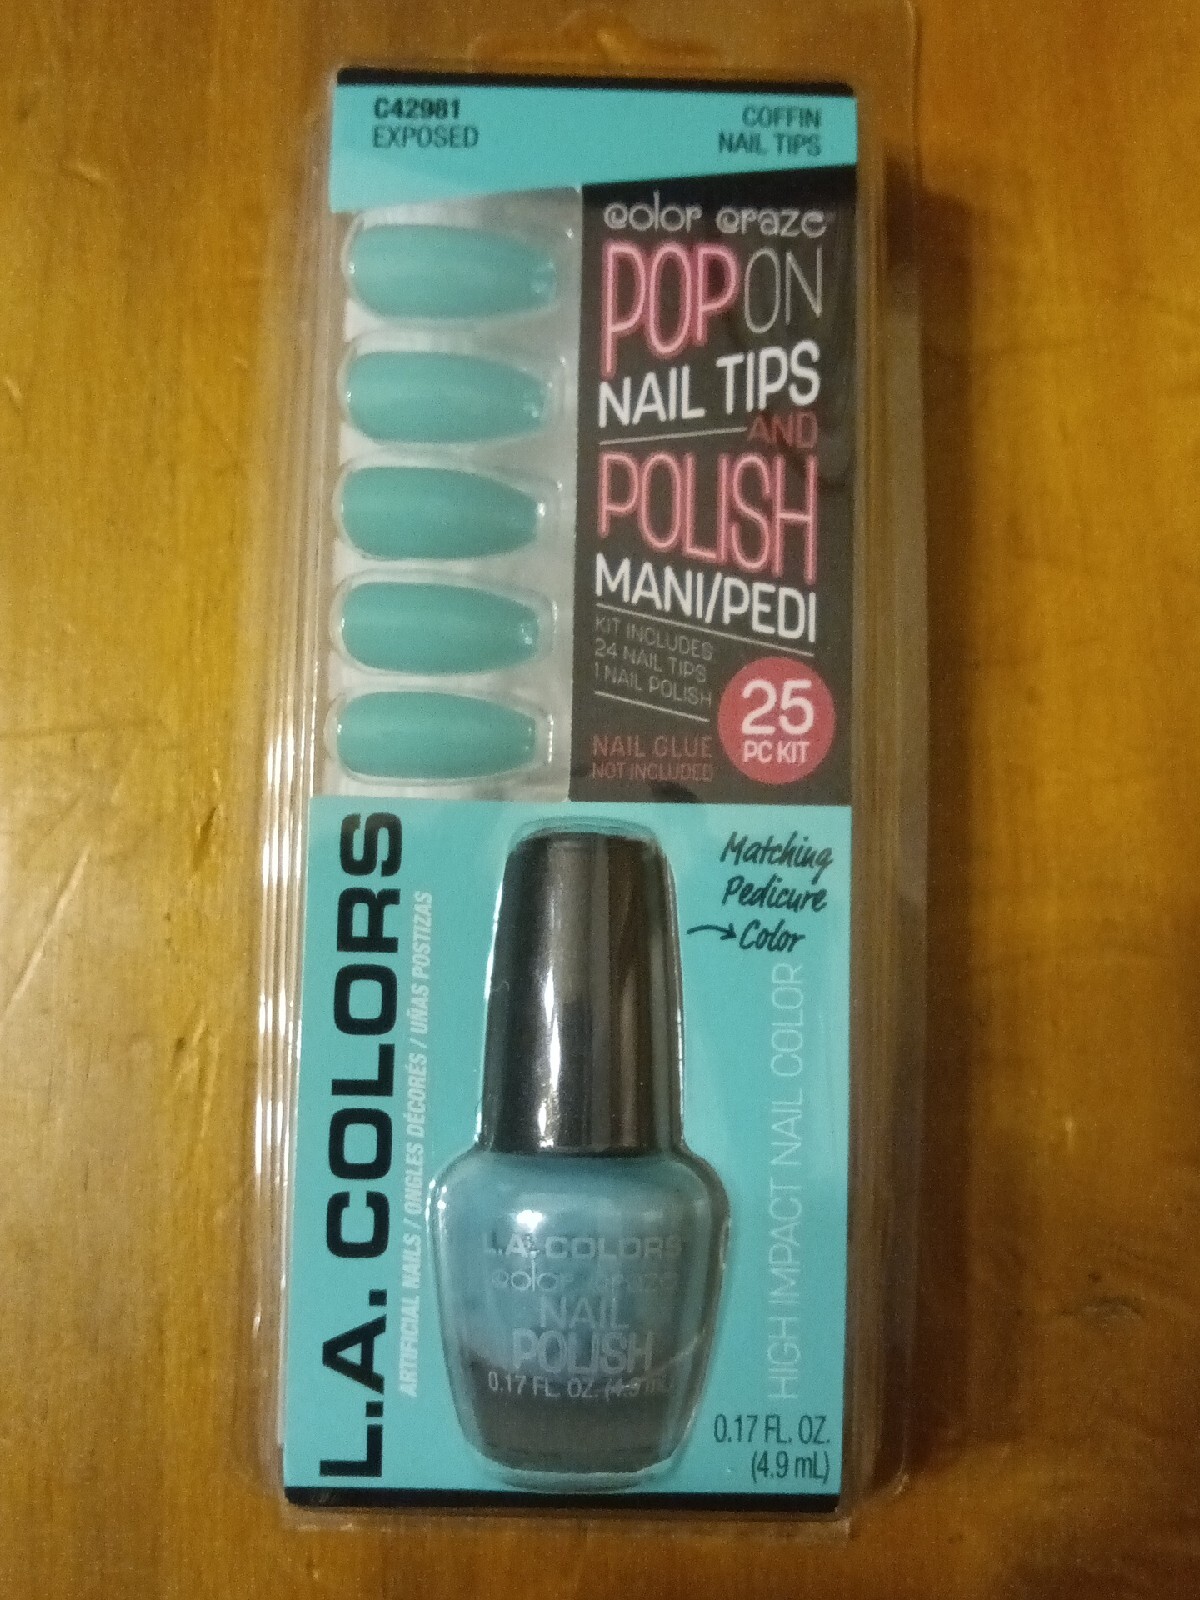 C42981
EXPOSED
COFFIN
NAIL TIPS
color craze
POP ON
NAIL TIPS
AND
POLISH
MANI/PEDI
KIT INCLUDES
24 NAIL TIPS
1 NAIL POLISH
25
PC KIT
NAIL GLUE
NOT INCLUDED
L.A. COLORS
ARTIFICIAL NAILS / ONGLES DÉCORÉS / UÑAS POSTIZAS
Matching
Pedicure
Color
HIGH IMPACT NAIL COLOR
L.A. COLORS
color craze
NAIL
POLISH
0.17 FL. OZ. (4.9 mL
0.17 FL. OZ.
(4.9 mL)